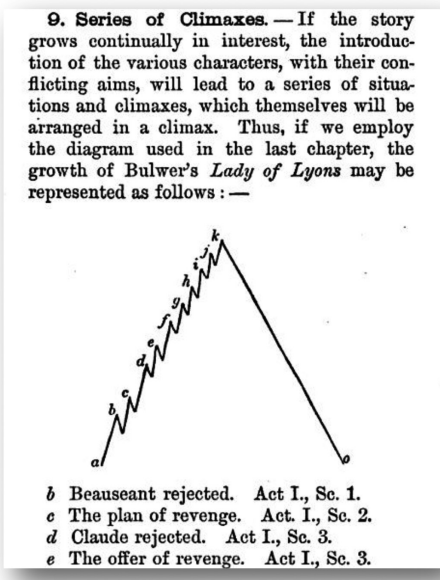 9. Series of Climaxes. — If the story
grows continually in interest, the introduc-
tion of the various characters, with their con-
flicting aims, will lead to a series of situa-
tions and climaxes, which themselves will be
arranged in a climax. Thus, if we employ
the diagram used in the last chapter, the
growth of Bulwer's Lady of Lyons may be
represented as follows : —
k
j
i
h
g
f
e
d
c
b
a
o
b Beauseant rejected. Act I., Sc. 1.
c The plan of revenge. Act. I., Sc. 2.
d Claude rejected. Act I., Sc. 3.
e The offer of revenge. Act I., Sc. 3.